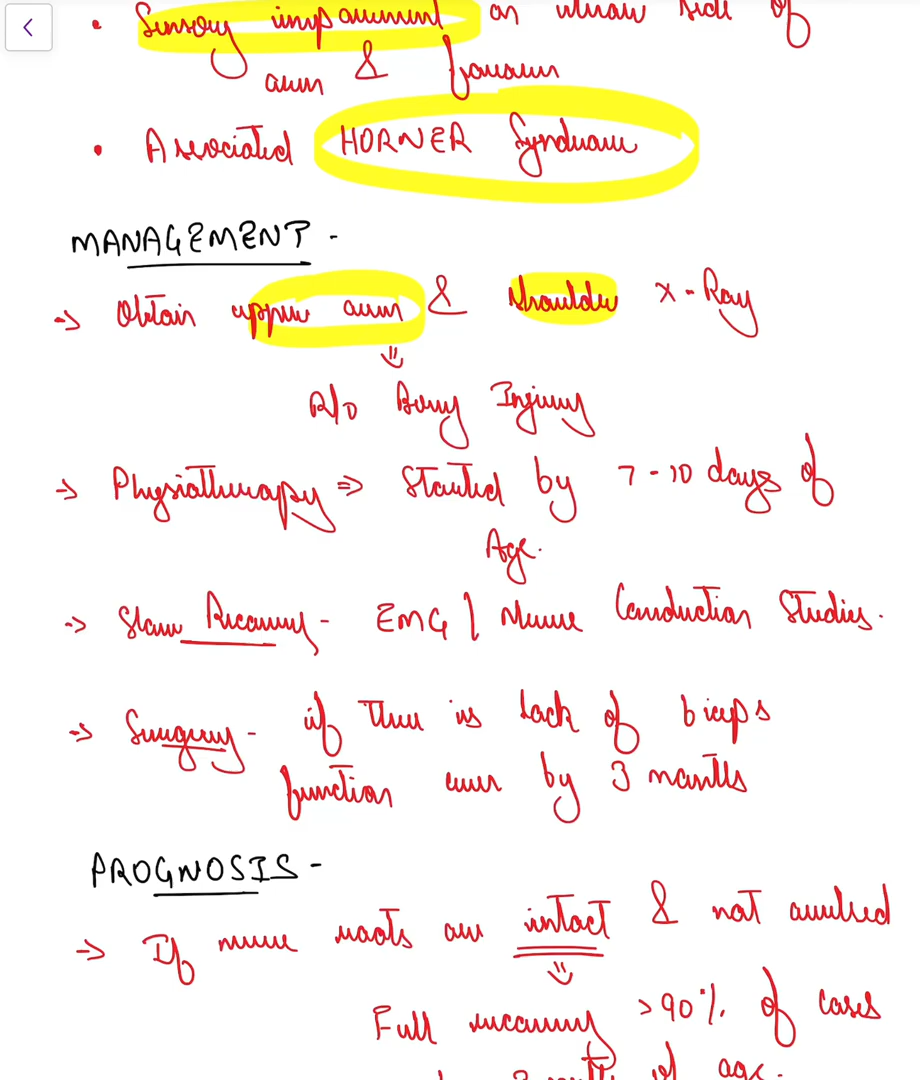 • Sensory impairment on ulnar side of
arm & forearm
• Associated HORNER Syndrome
MANAGEMENT -
→ Obtain upper arm & shoulder X-Ray
⇓
R/O Bony Injury
→ Physiotherapy ⇒ Started by 7-10 days of
Age.
→ Slow Recovery - EMG / Nerve Conduction Studies.
→ Surgery - if there is lack of biceps
function even by 3 months
PROGNOSIS -
→ If nerve roots are intact & not avulsed
⇓
Full recovery >90% of cases
of age.